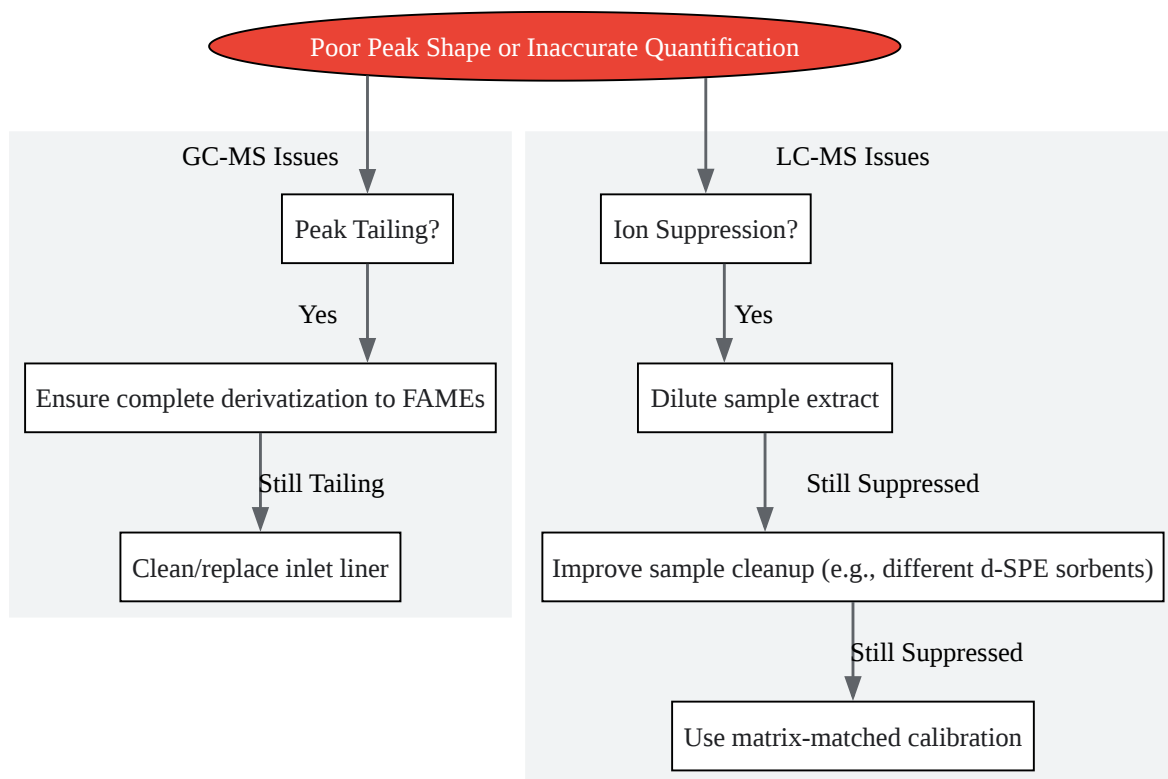 Poor Peak Shape or Inaccurate Quantification
GC-MS Issues
Peak Tailing?
Yes
Ensure complete derivatization to FAMEs
Still Tailing
Clean/replace inlet liner
LC-MS Issues
Ion Suppression?
Yes
Dilute sample extract
Still Suppressed
Improve sample cleanup (e.g., different d-SPE sorbents)
Still Suppressed
Use matrix-matched calibration